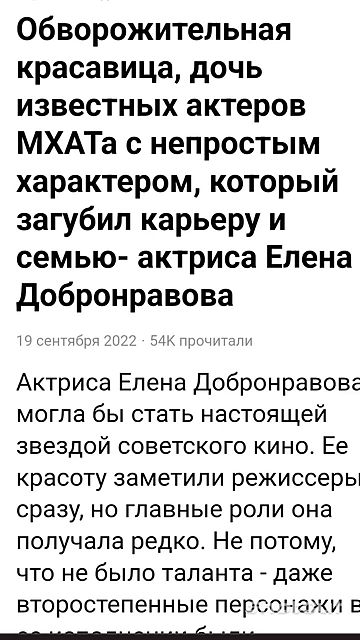 Обворожительная
красавица, дочь
известных актеров
МХАТа с непростым
характером, который
загубил карьеру и
семью- актриса Елена
Добронравова
19 сентября 2022 · 54K прочитали
Актриса Елена Добронравова
могла бы стать настоящей
звездой советского кино. Ее
красоту заметили режиссеры
сразу, но главные роли она
получала редко. Не потому,
что не было таланта - даже
второстепенные персонажи в